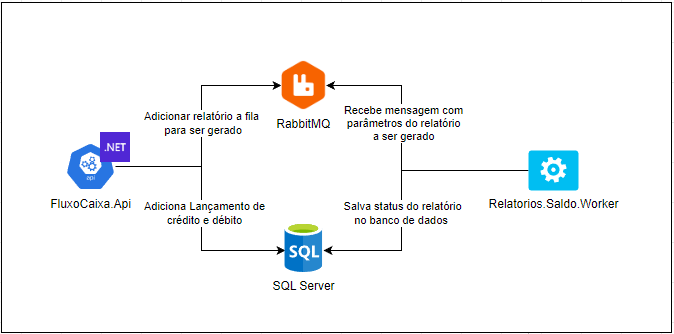 RabbitMQ
Adicionar relatório a fila
para ser gerado
Recebe mensagem com
parâmetros do relatório
a ser gerado
.NET
api
FluxoCaixa.Api
Relatorios.Saldo.Worker
Adiciona Lançamento de
crédito e débito
Salva status do relatório
no banco de dados
SQL
SQL Server